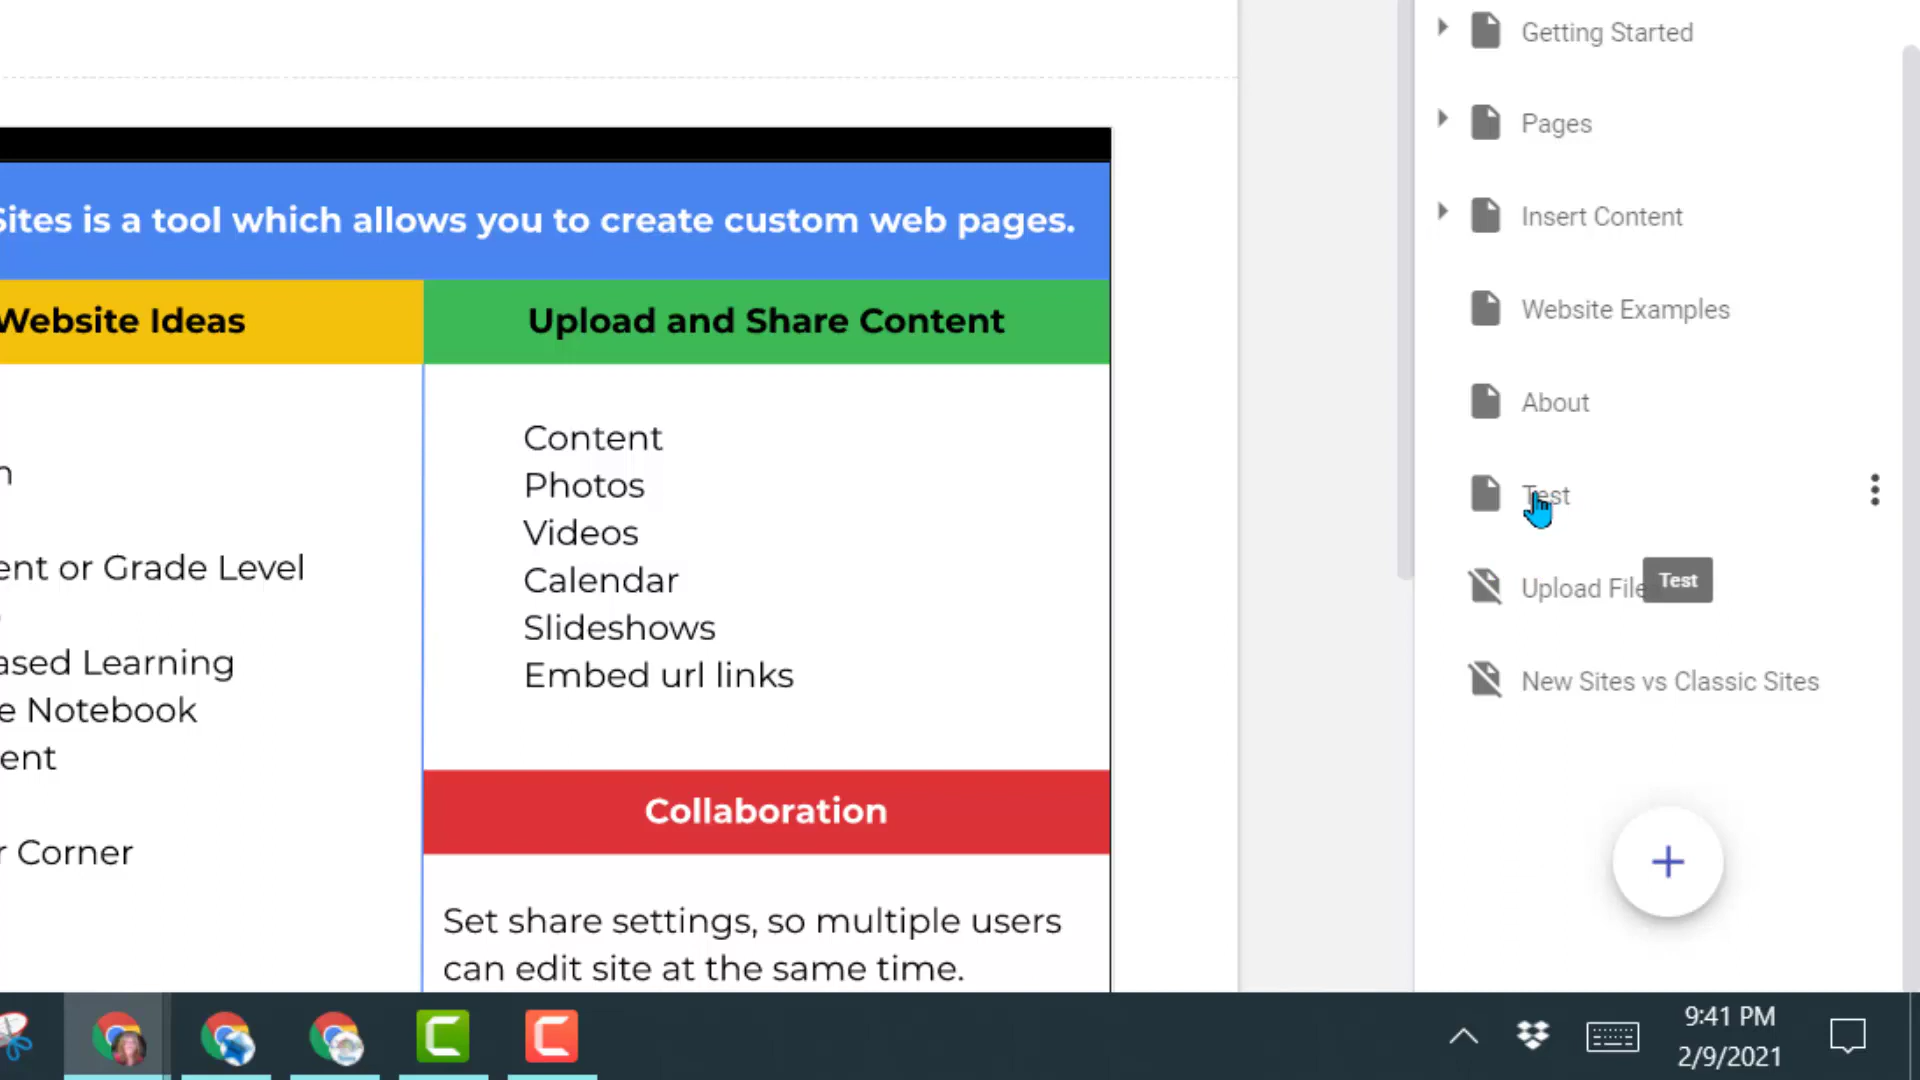 Sites is a tool which allows you to create custom web pages.
Website Ideas
ent or Grade Level
ased Learning
e Notebook
ent
r Corner
Upload and Share Content
Content
Photos
Videos
Calendar
Slideshows
Embed url links
Collaboration
Set share settings, so multiple users
can edit site at the same time.
Getting Started
Pages
Insert Content
Website Examples
About
Test
Upload File
Test
New Sites vs Classic Sites
9:41 PM
2/9/2021